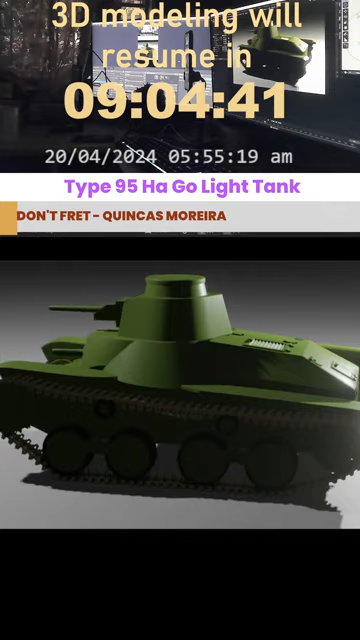 3D modeling will
resume in
09:04:41
20/04/2024 05:55:19 am
Type 95 Ha Go Light Tank
DON'T FRET - QUINCAS MOREIRA